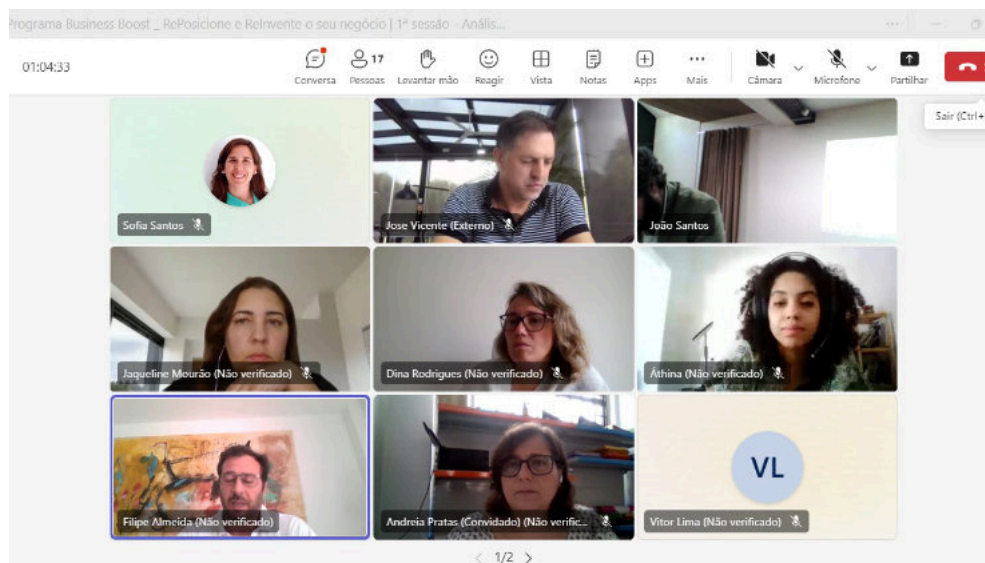 Programa Business Boost _ RePosicione e ReInvente o seu negócio | 1ª sessão - Anális...
01:04:33
Conversa
17
Pessoas
Levantar mão
Reagir
Vista
Notas
Apps
Mais
Câmara
Microfone
Partilhar
Sair (Ctrl+
Sofia Santos
Jose Vicente (Externo)
João Santos
Jaqueline Mourão (Não verificado)
Dina Rodrigues (Não verificado)
Áthina (Não verificado)
Filipe Almeida (Não verificado)
Andreia Pratas (Convidado) (Não verific...
VL
Vitor Lima (Não verificado)
1/2